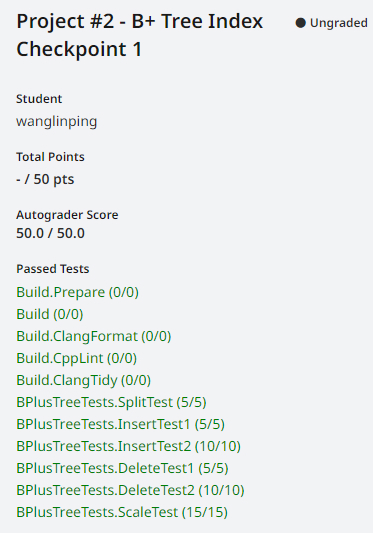 Project #2 - B+ Tree Index
Checkpoint 1
Ungraded
Student
wanglinping
Total Points
- / 50 pts
Autograder Score
50.0 / 50.0
Passed Tests
Build.Prepare (0/0)
Build (0/0)
Build.ClangFormat (0/0)
Build.CppLint (0/0)
Build.ClangTidy (0/0)
BPlusTreeTests.SplitTest (5/5)
BPlusTreeTests.InsertTest1 (5/5)
BPlusTreeTests.InsertTest2 (10/10)
BPlusTreeTests.DeleteTest1 (5/5)
BPlusTreeTests.DeleteTest2 (10/10)
BPlusTreeTests.ScaleTest (15/15)